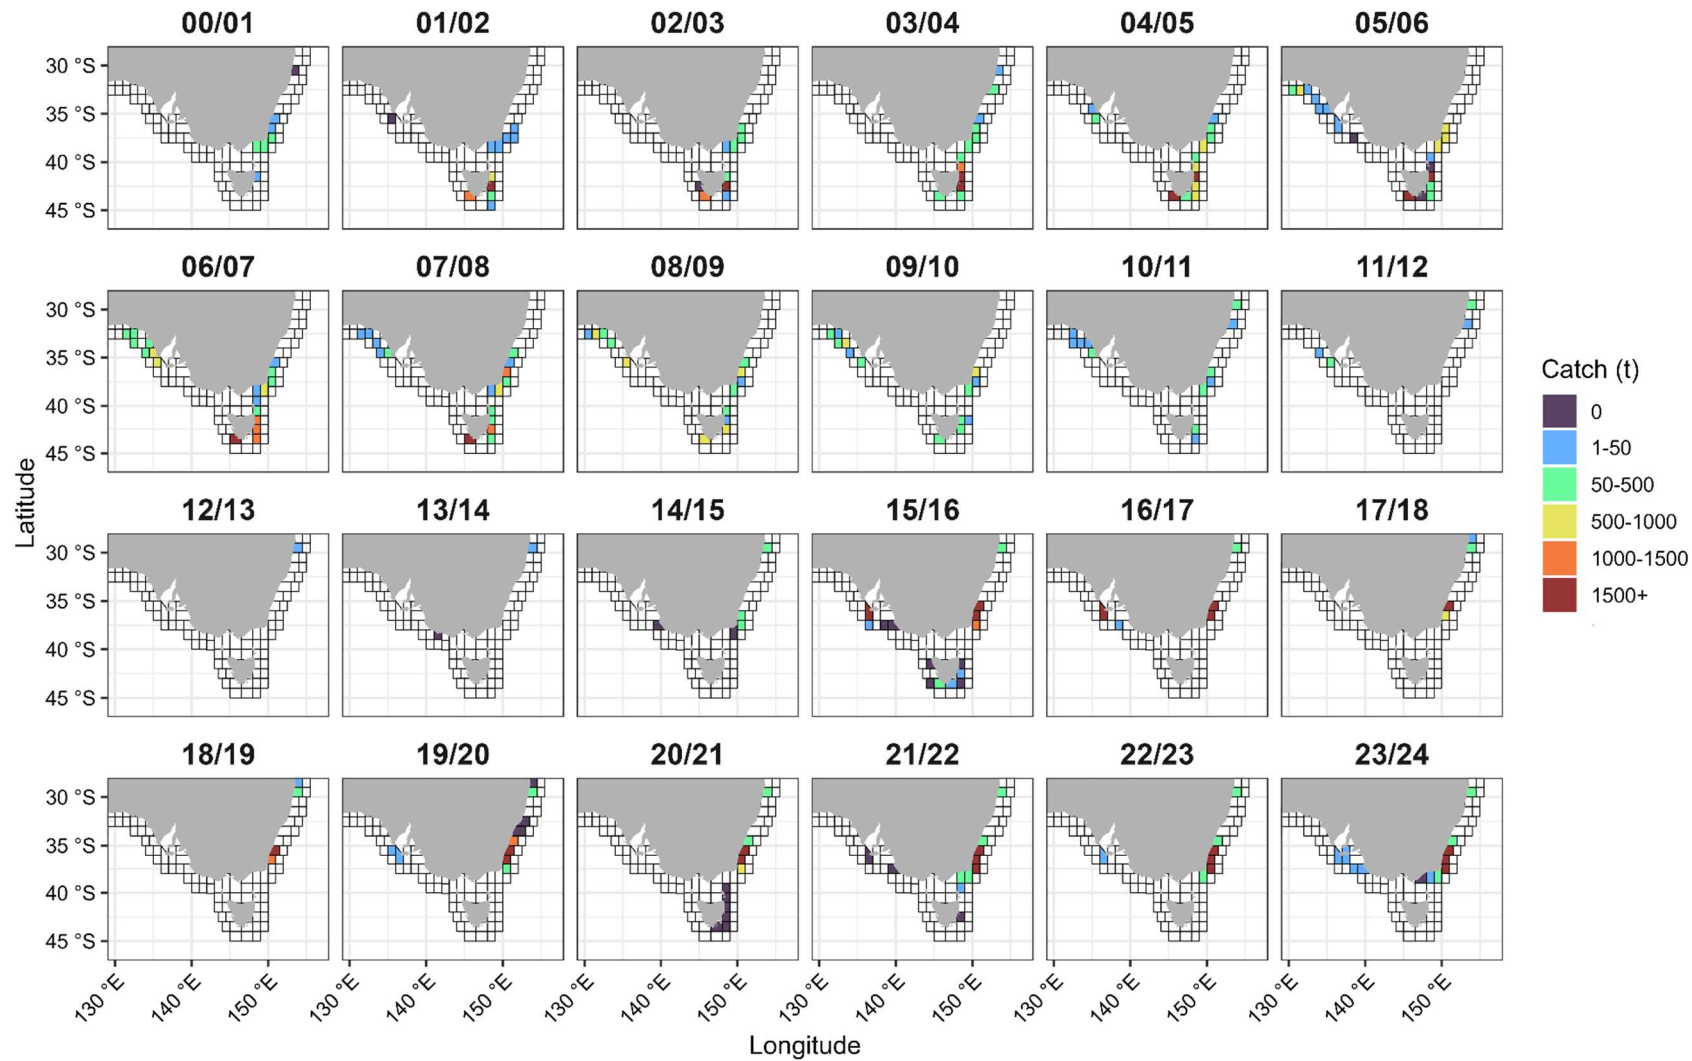 00/01 01/02 02/03 03/04 04/05 05/06
30 °S
35 °S
40 °S
45 °S
06/07 07/08 08/09 09/10 10/11 11/12
30 °S
35 °S
40 °S
45 °S
12/13 13/14 14/15 15/16 16/17 17/18
30 °S
35 °S
40 °S
45 °S
18/19 19/20 20/21 21/22 22/23 23/24
30 °S
35 °S
40 °S
45 °S
130 °E 140 °E 150 °E 130 °E 140 °E 150 °E 130 °E 140 °E 150 °E 130 °E 140 °E 150 °E 130 °E 140 °E 150 °E 130 °E 140 °E 150 °E
Longitude
Latitude
Catch (t)
0
1-50
50-500
500-1000
1000-1500
1500+